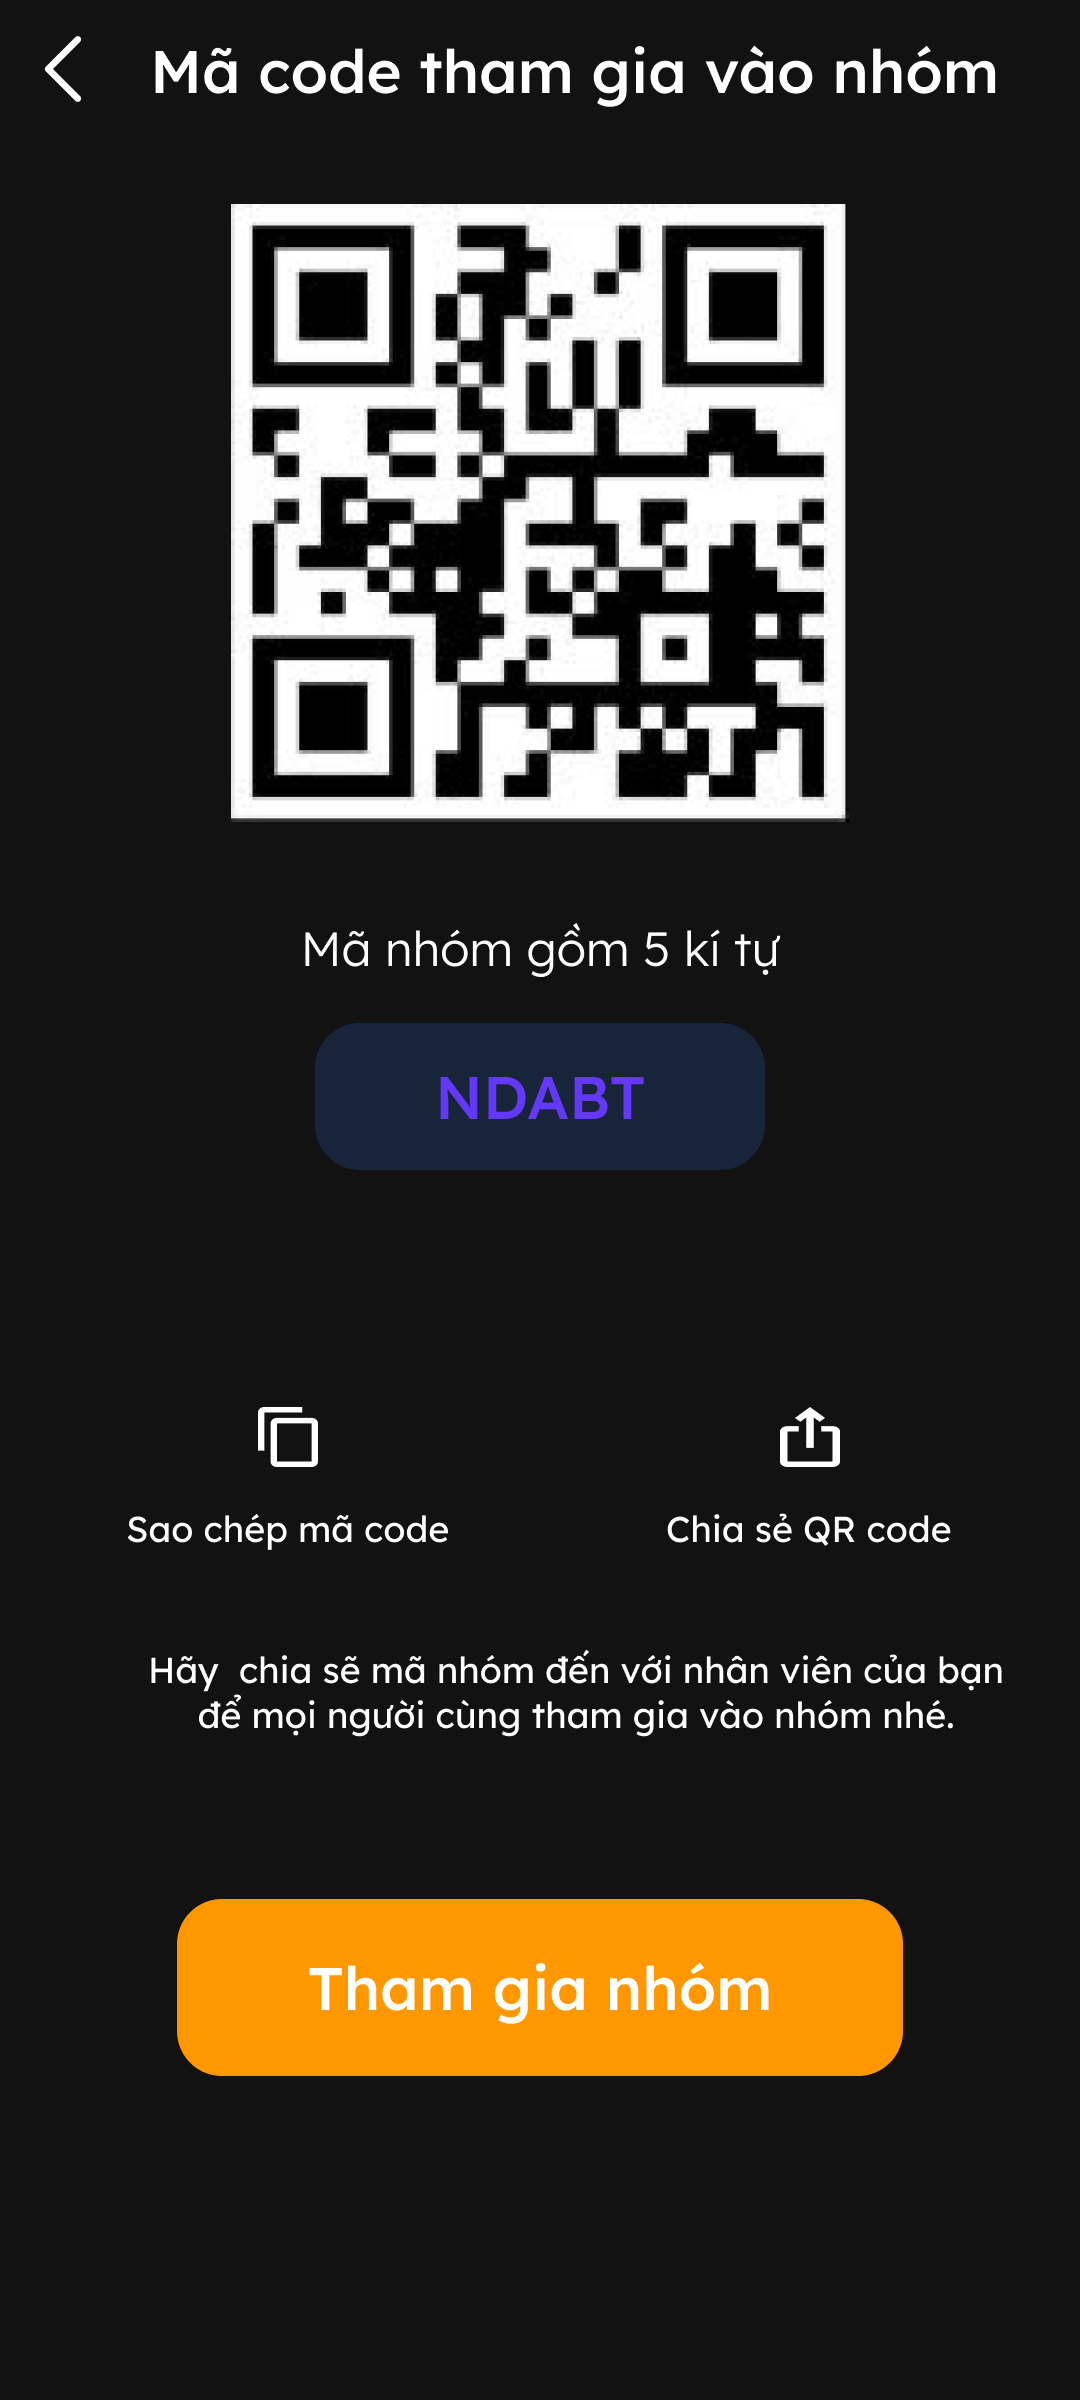 Mã code tham gia vào nhóm
Mã nhóm gồm 5 kí tự
NDABT
Sao chép mã code
Chia sẻ QR code
Hãy  chia sẽ mã nhóm đến với nhân viên của bạn
để mọi người cùng tham gia vào nhóm nhé.
Tham gia nhóm